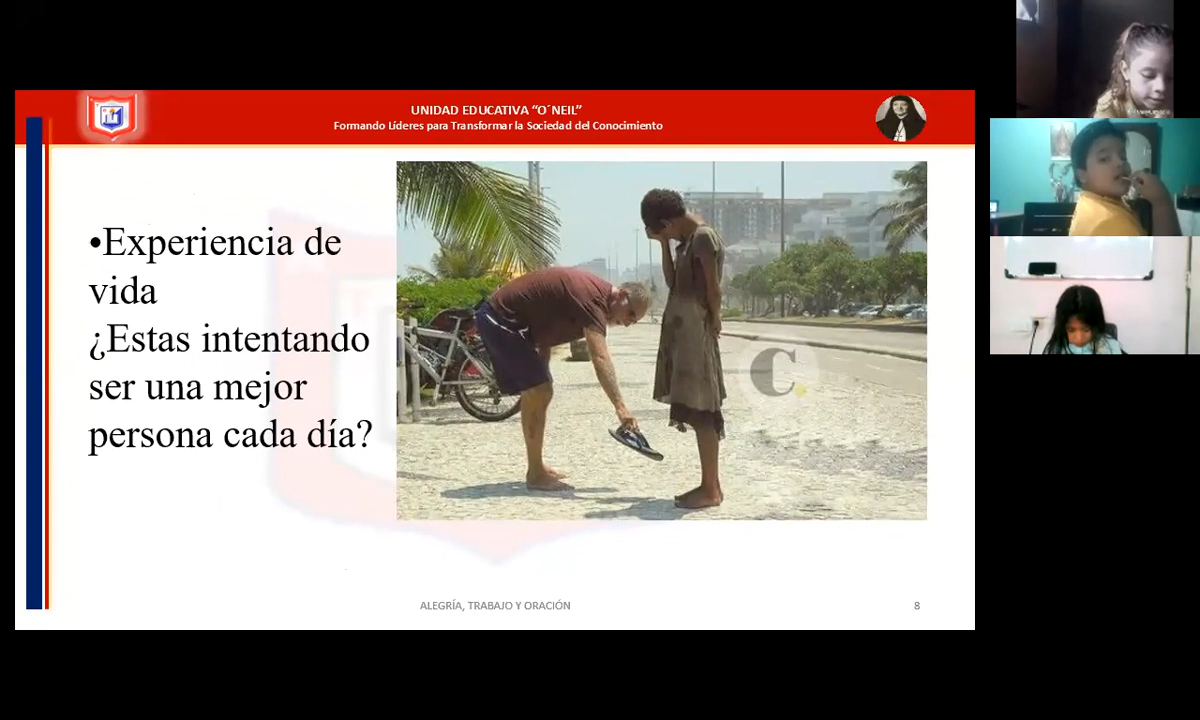 UNIDAD EDUCATIVA “O´NEIL”
Formando Líderes para Transformar la Sociedad del Conocimiento
•Experiencia de
vida
¿Estas intentando
ser una mejor
persona cada día?
C
ALEGRÍA, TRABAJO Y ORACIÓN
8